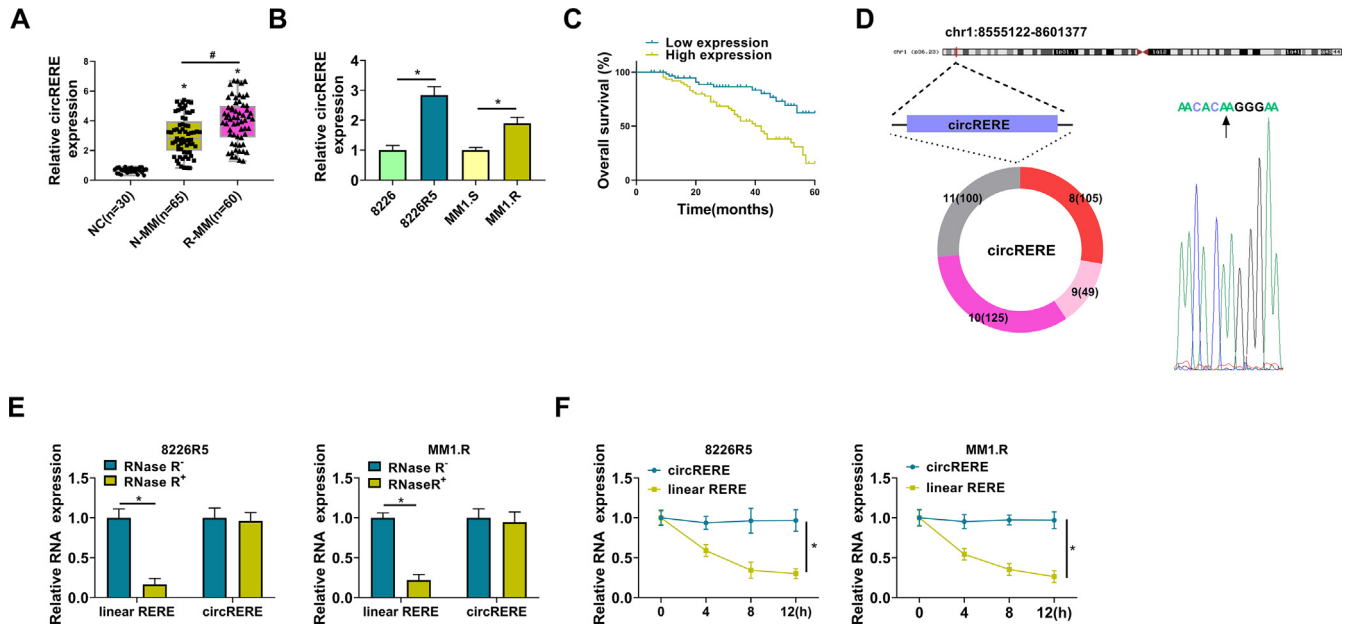 A
Relative circRERE
expression
8
6
4
2
0
#
*
*
NC(n=30)
N-MM(n=65)
R-MM(n=60)
B
Relative circRERE
expression
4
3
2
1
0
*
*
8226
8226R5
MM1.S
MM1.R
C
Low expression
High expression
Overall survival (%)
100
50
0
20
40
60
Time(months)
D
chr1:8555122-8601377
chr1 (p36.23)
circRERE
11(100)
8(105)
9(49)
10(125)
circRERE
AACACAAGGGAA
E
8226R5
RNase R-
RNase R+
Relative RNA expression
1.5
1.0
0.5
0.0
*
linear RERE
circRERE
MM1.R
RNase R-
RNaseR+
Relative RNA expression
1.5
1.0
0.5
0.0
*
linear RERE
circRERE
F
8226R5
circRERE
linear RERE
Relative RNA expression
1.5
1.0
0.5
0.0
*
0 4 8 12(h)
MM1.R
circRERE
linear RERE
Relative RNA expression
1.5
1.0
0.5
0.0
*
0 4 8 12(h)